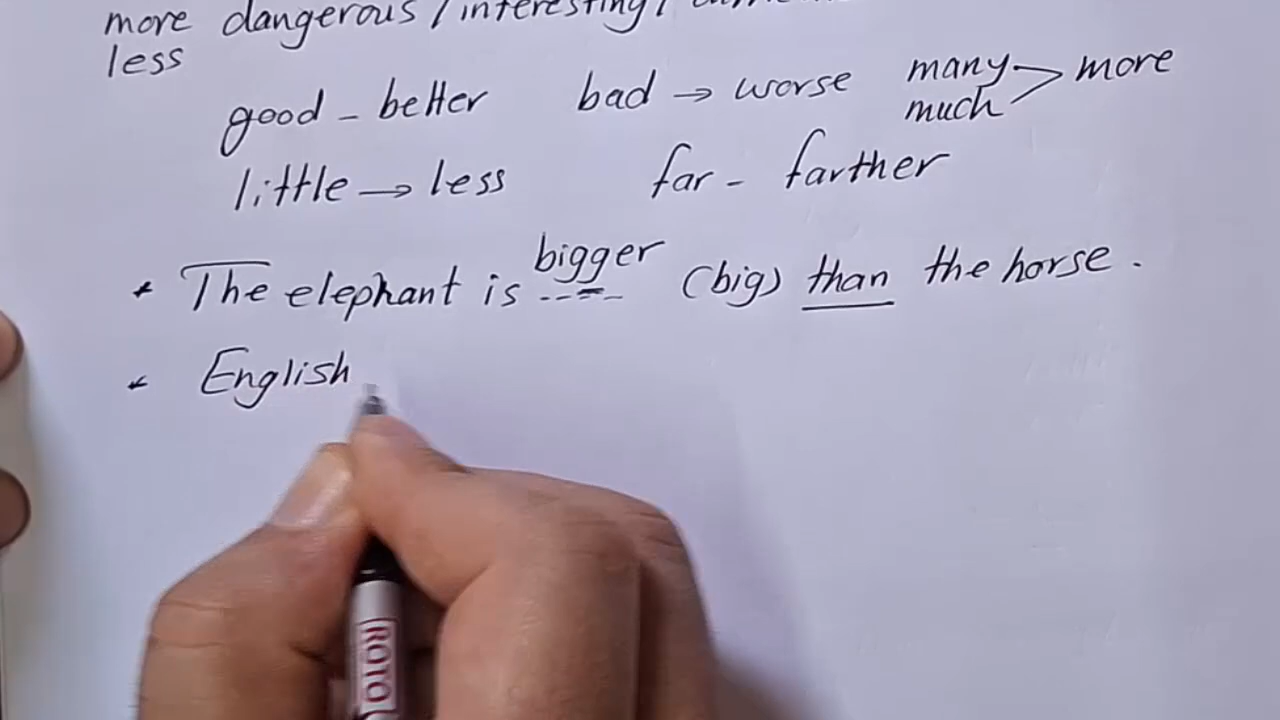 more dangerous / interesting /
less
good - better bad → worse many much > more
little → less far - farther
* The elephant is bigger (big) than the horse.
* English
ROTO